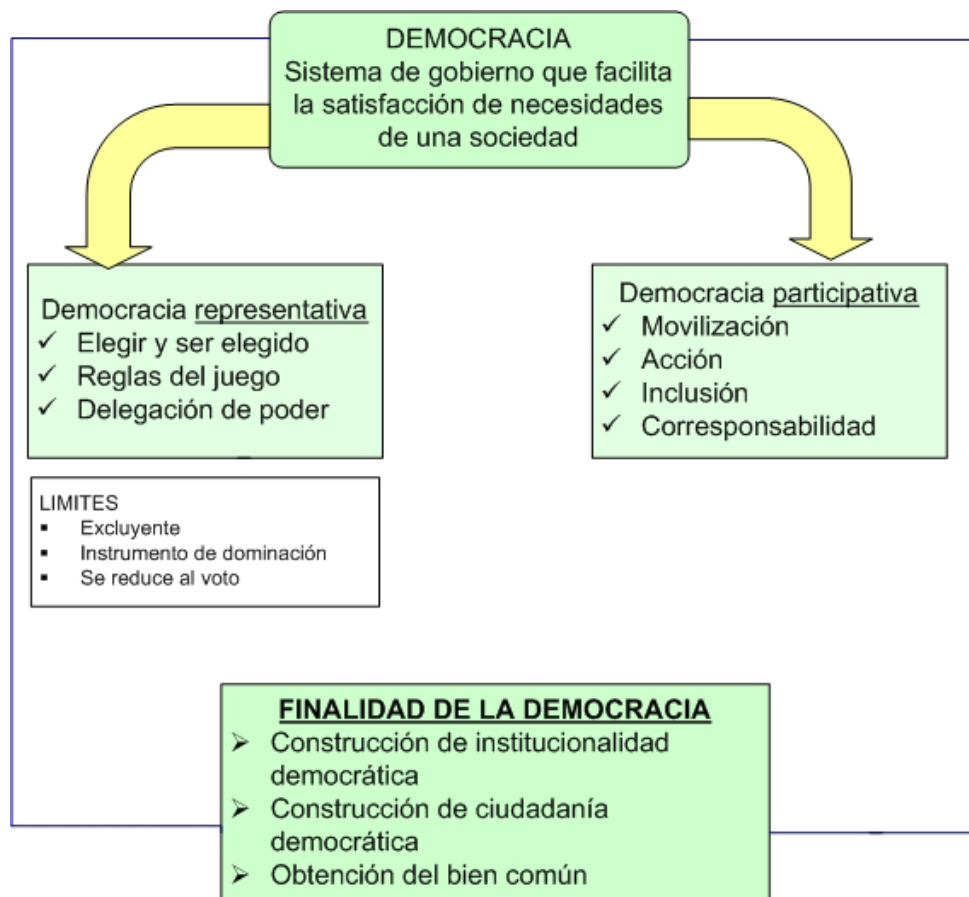 DEMOCRACIA
Sistema de gobierno que facilita
la satisfacción de necesidades
de una sociedad
Democracia representativa
✓ Elegir y ser elegido
✓ Reglas del juego
✓ Delegación de poder
Democracia participativa
✓ Movilización
✓ Acción
✓ Inclusión
✓ Corresponsabilidad
LIMITES
▪ Excluyente
▪ Instrumento de dominación
▪ Se reduce al voto
FINALIDAD DE LA DEMOCRACIA
➢ Construcción de institucionalidad
democrática
➢ Construcción de ciudadanía
democrática
➢ Obtención del bien común